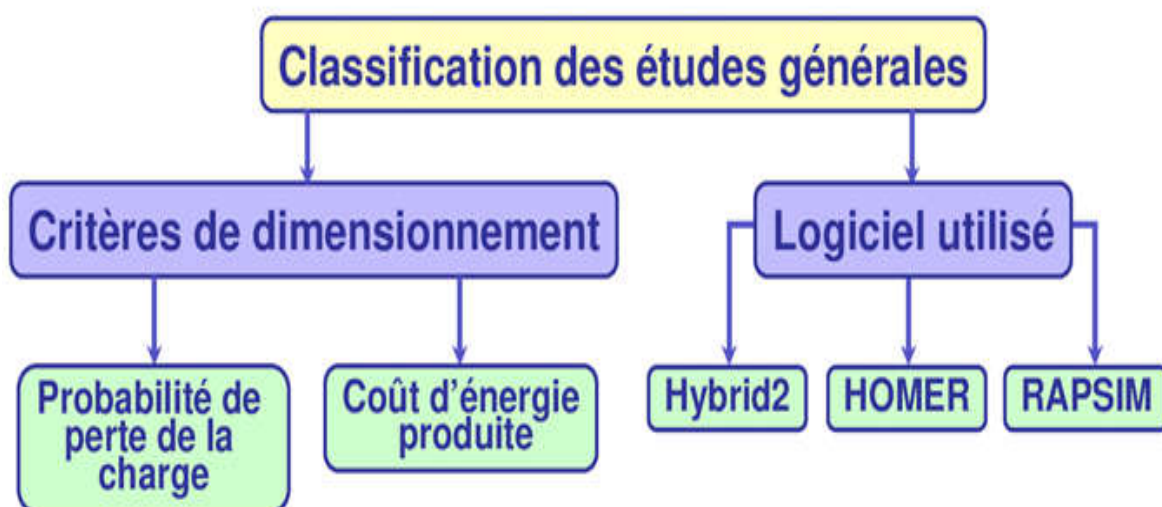 Classification des études générales
Critères de dimensionnement
Logiciel utilisé
Probabilité de
perte de la
charge
Coût d'énergie
produite
Hybrid2
HOMER
RAPSIM